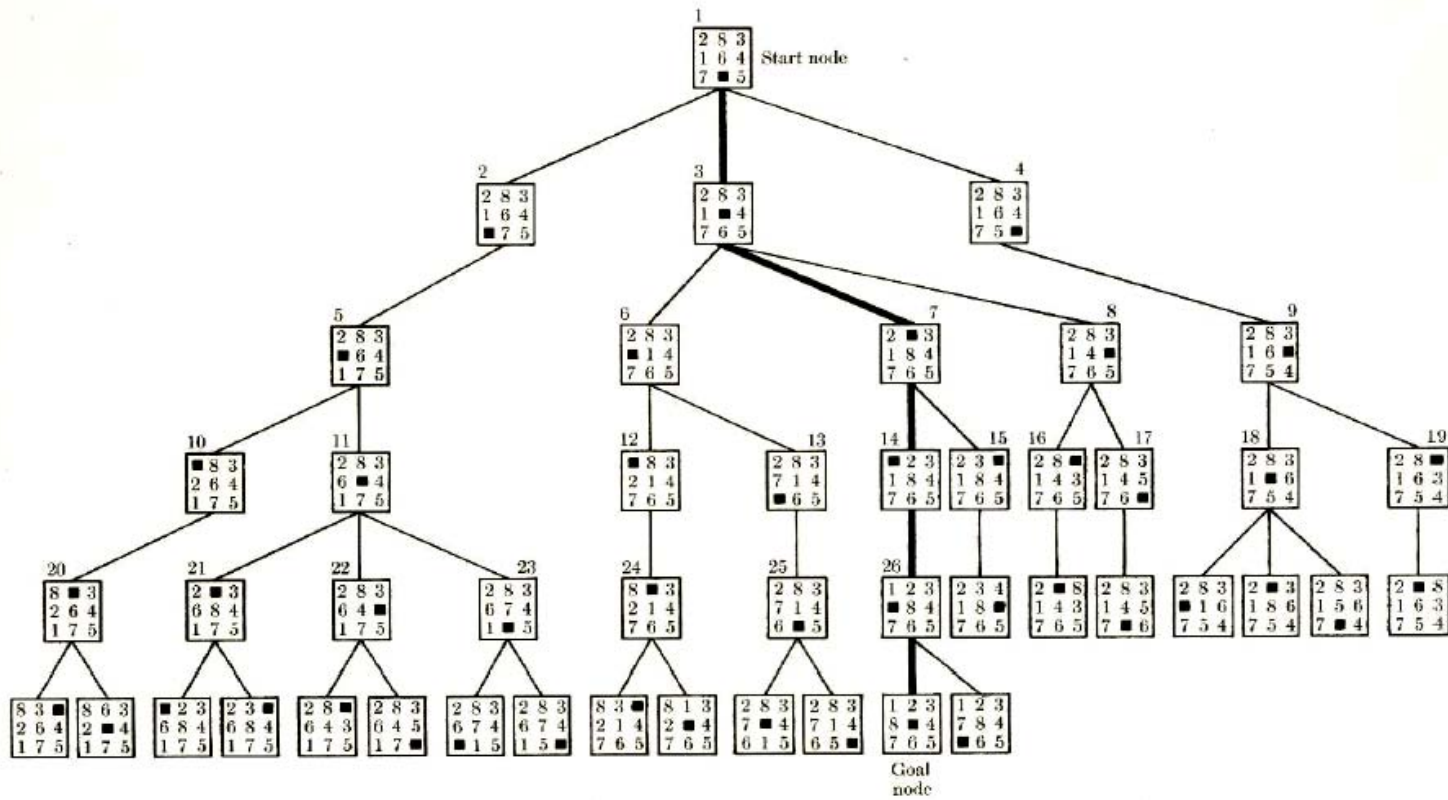 1
2 8 3
1 6 4
7 ■ 5
Start node
2
2 8 3
1 6 4
■ 7 5
3
2 8 3
1 ■ 4
7 6 5
4
2 8 3
1 6 4
7 5 ■
5
2 8 3
■ 6 4
1 7 5
6
2 8 3
■ 1 4
7 6 5
7
2 ■ 3
1 8 4
7 6 5
8
2 8 3
1 4 ■
7 6 5
9
2 8 3
1 6 ■
7 5 4
10
■ 8 3
2 6 4
1 7 5
11
2 8 3
6 ■ 4
1 7 5
12
■ 8 3
2 1 4
7 6 5
13
2 8 3
7 1 4
■ 6 5
14
■ 2 3
1 8 4
7 6 5
15
2 3 ■
1 8 4
7 6 5
16
2 8 ■
1 4 3
7 6 5
17
2 8 3
1 4 5
7 6 ■
18
2 8 3
1 ■ 6
7 5 4
19
2 8 ■
1 6 3
7 5 4
20
8 ■ 3
2 6 4
1 7 5
21
2 ■ 3
6 8 4
1 7 5
22
2 8 3
6 4 ■
1 7 5
23
2 8 3
6 7 4
1 ■ 5
24
8 ■ 3
2 1 4
7 6 5
25
2 8 3
7 1 4
6 ■ 5
26
1 2 3
■ 8 4
7 6 5
2 3 4
1 8 ■
7 6 5
2 ■ 8
1 4 3
7 6 5
2 8 3
1 4 5
7 ■ 6
2 8 3
■ 1 6
7 5 4
2 ■ 3
1 8 6
7 5 4
2 8 3
1 5 6
7 ■ 4
2 ■ 8
1 6 3
7 5 4
8 3 ■
2 6 4
1 7 5
8 6 3
2 ■ 4
1 7 5
■ 2 3
6 8 4
1 7 5
2 3 ■
6 8 4
1 7 5
2 8 ■
6 4 3
1 7 5
2 8 3
6 4 5
1 7 ■
2 8 3
6 7 4
■ 1 5
2 8 3
6 7 4
1 5 ■
8 3 ■
2 1 4
7 6 5
8 1 3
2 ■ 4
7 6 5
2 8 3
7 ■ 4
6 1 5
2 8 3
7 1 4
6 5 ■
1 2 3
8 ■ 4
7 6 5
1 2 3
7 8 4
■ 6 5
Goal
node